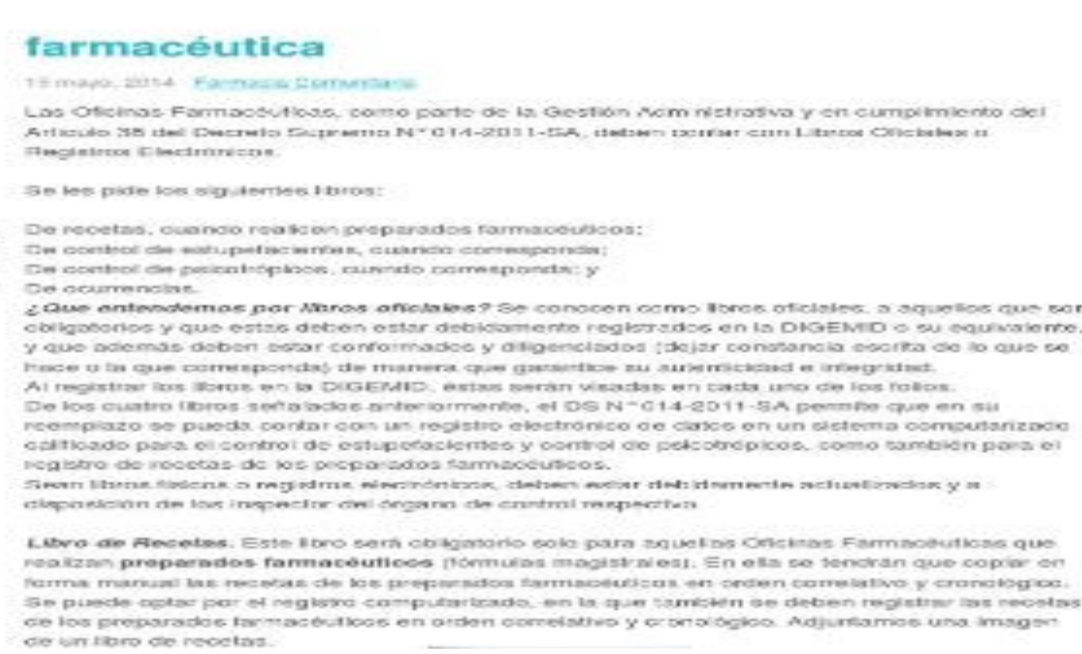 farmacéutica
15 mayo, 2014 Farmacia Comunitaria
Las Oficinas Farmacéuticas, como parte de la Gestión Administrativa y en cumplimiento del
Artículo 38 del Decreto Supremo N° 014-2011-SA, deben contar con Libros Oficiales o
Registros Electrónicos.
Se les pide los siguientes libros:
De recetas, cuando realicen preparados farmacéuticos;
De control de estupefacientes, cuando corresponda;
De control de psicotrópicos, cuando corresponda; y
De ocurrencias.
¿Que entendemos por libros oficiales? Se conocen como libros oficiales, a aquellos que son
obligatorios y que estas deben estar debidamente registrados en la DIGEMID o su equivalente,
y que además deben estar conformados y diligenciados (dejar constancia escrita de lo que se
hace o la que corresponda) de manera que garantice su autenticidad e integridad.
Al registrar los libros en la DIGEMID, éstas serán visadas en cada uno de los folios.
De los cuatro libros señalados anteriormente, el DS N° 014-2011-SA permite que en su
reemplazo se pueda contar con un registro electrónico de datos en un sistema computarizado
calificado para el control de estupefacientes y control de psicotrópicos, como también para el
registro de recetas de los preparados farmacéuticos.
Sean libros físicos o registros electrónicos, deben estar debidamente actualizados y a
disposición de los inspector del órgano de control respectivo
Libro de Recetas. Este libro será obligatorio solo para aquellas Oficinas Farmacéuticas que
realizan preparados farmacéuticos (fórmulas magistrales). En ella se tendrán que copiar en
forma manual las recetas de los preparados farmacéuticos en orden correlativo y cronológico.
Se puede optar por el registro computarizado, en la que también se deben registrar las recetas
de los preparados farmacéuticos en orden correlativo y cronológico. Adjuntamos una imagen
de un libro de recetas.